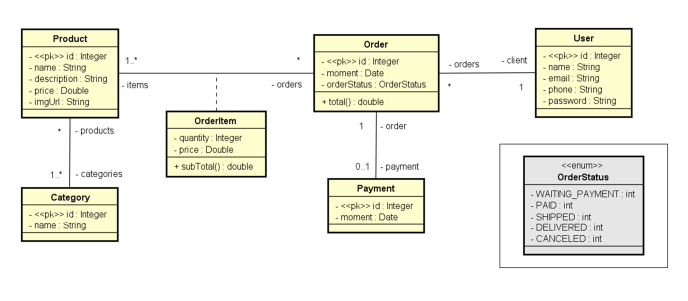 Product
- <<pk>> id : Integer
- name : String
- description : String
- price : Double
- imgUrl : String
1..*
- items
*
- orders
Order
- <<pk>> id : Integer
- moment : Date
- orderStatus : OrderStatus
+ total() : double
- orders
*
- client
1
User
- <<pk>> id : Integer
- name : String
- email : String
- phone : String
- password : String
OrderItem
- quantity : Integer
- price : Double
+ subTotal() : double
* - products
1..* - categories
1 - order
0..1 - payment
Category
- <<pk>> id : Integer
- name : String
Payment
- <<pk>> id : Integer
- moment : Date
<<enum>>
OrderStatus
- WAITING_PAYMENT : int
- PAID : int
- SHIPPED : int
- DELIVERED : int
- CANCELED : int